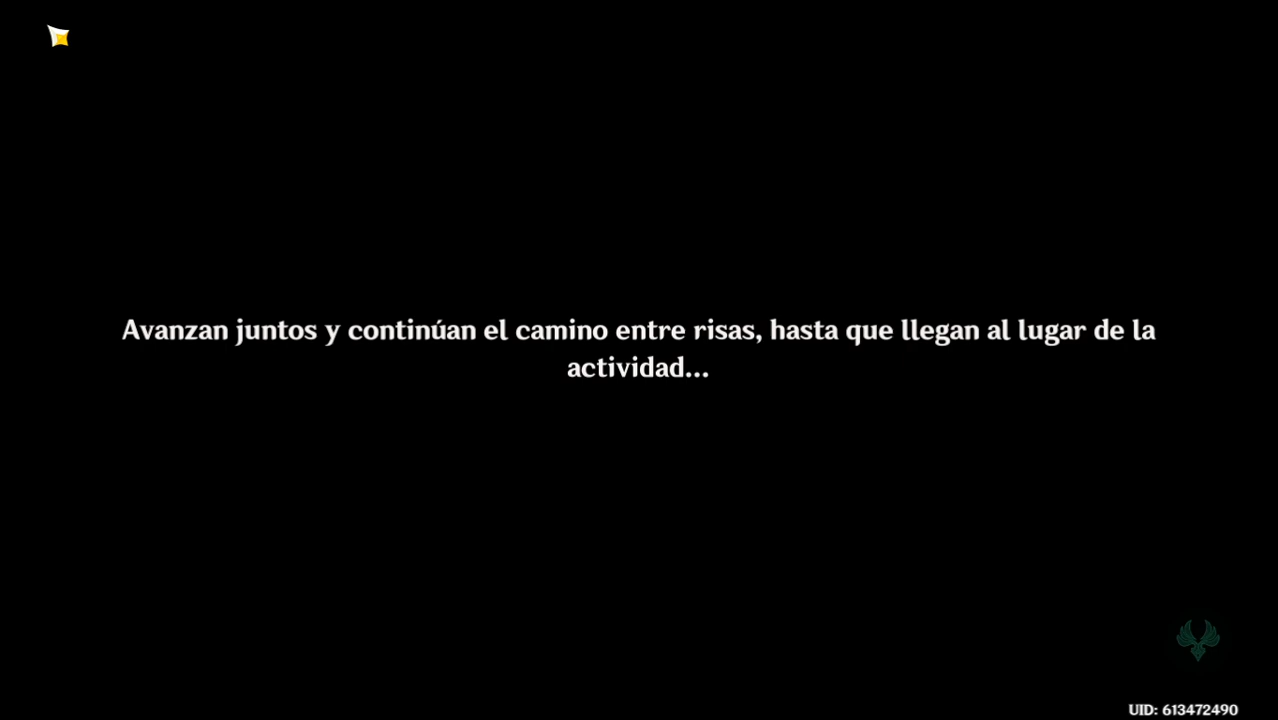 Avanzan juntos y continúan el camino entre risas, hasta que llegan al lugar de la
actividad...
UID: 613472490